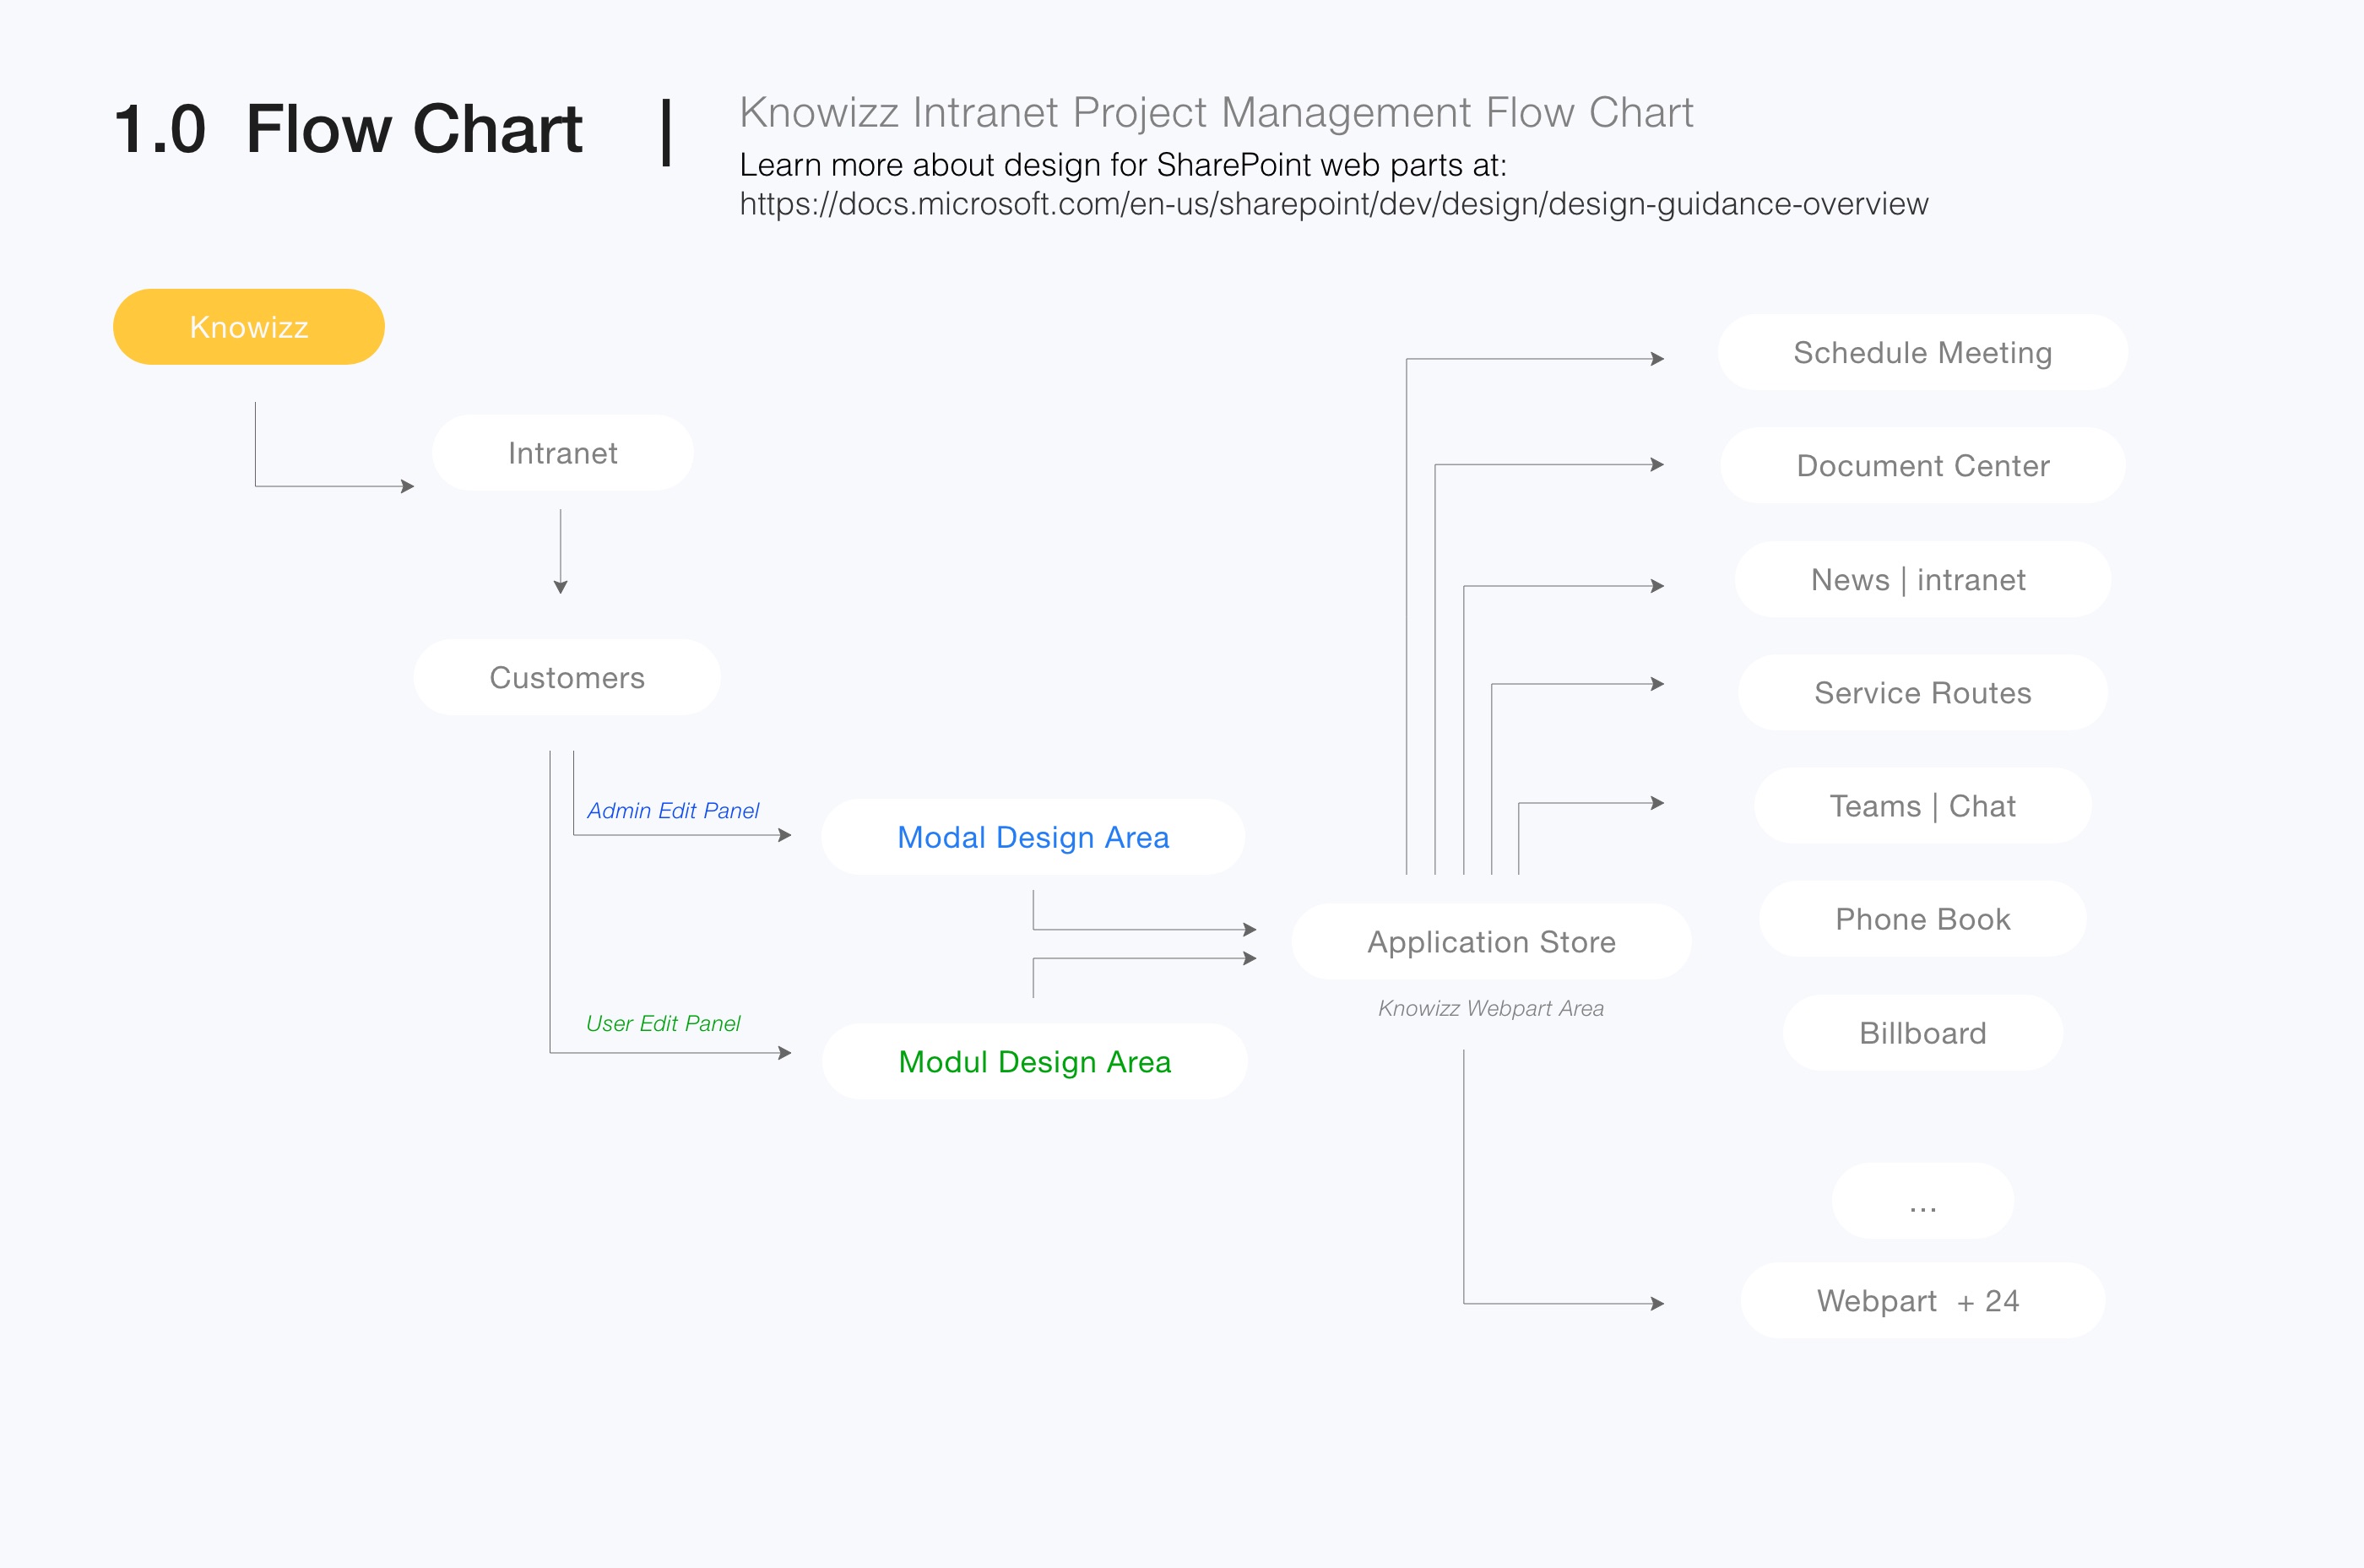 1.0 Flow Chart |
Knowizz Intranet Project Management Flow Chart
Learn more about design for SharePoint web parts at:
https://docs.microsoft.com/en-us/sharepoint/dev/design/design-guidance-overview
Knowizz
Intranet
Customers
Admin Edit Panel
Modal Design Area
User Edit Panel
Modul Design Area
Application Store
Knowizz Webpart Area
Schedule Meeting
Document Center
News | intranet
Service Routes
Teams | Chat
Phone Book
Billboard
...
Webpart + 24